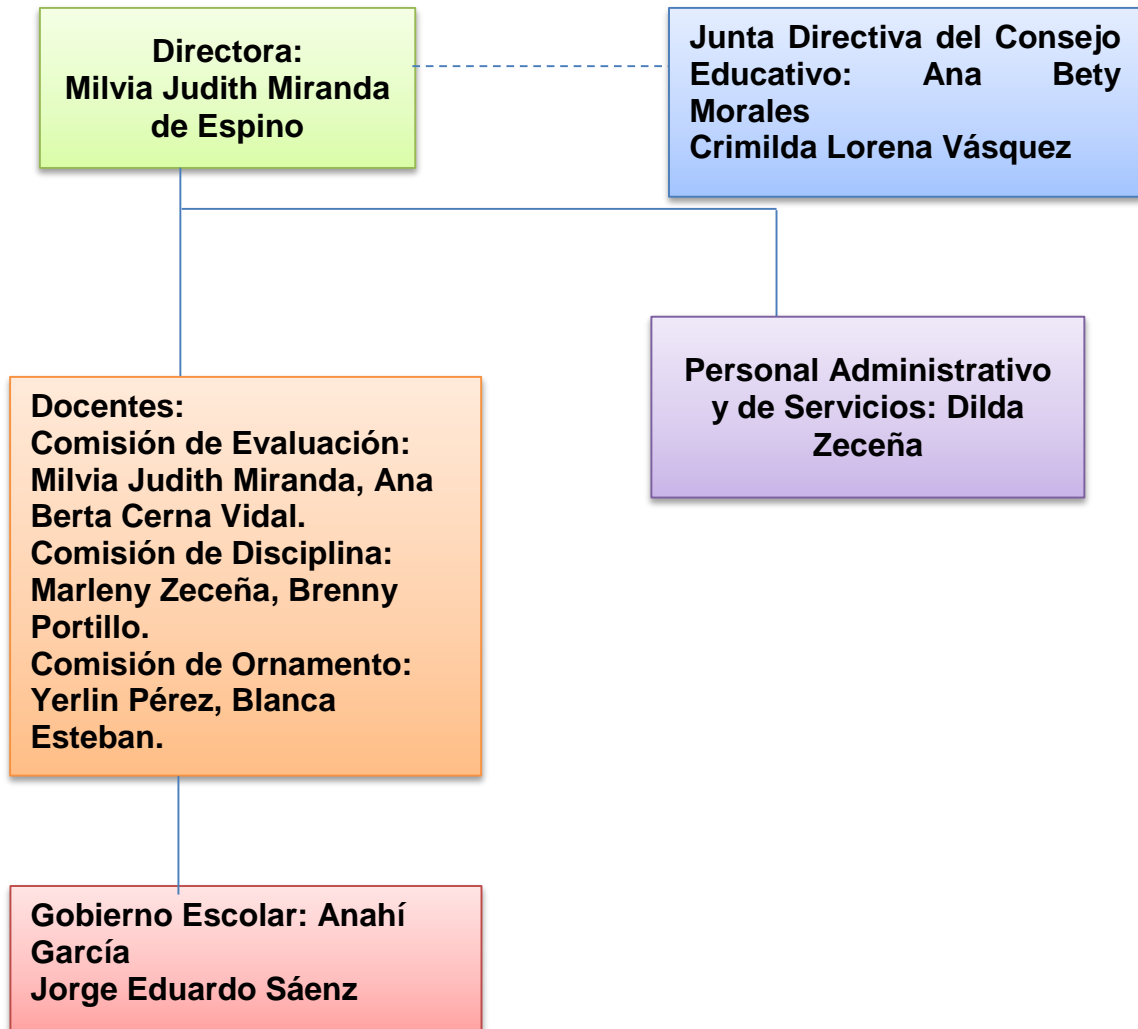 Directora:
Milvia Judith Miranda
de Espino
Junta Directiva del Consejo
Educativo: Ana Bety
Morales
Crimilda Lorena Vásquez
Personal Administrativo
y de Servicios: Dilda
Zeceña
Docentes:
Comisión de Evaluación:
Milvia Judith Miranda, Ana
Berta Cerna Vidal.
Comisión de Disciplina:
Marleny Zeceña, Brenny
Portillo.
Comisión de Ornamento:
Yerlin Pérez, Blanca
Esteban.
Gobierno Escolar: Anahí
García
Jorge Eduardo Sáenz